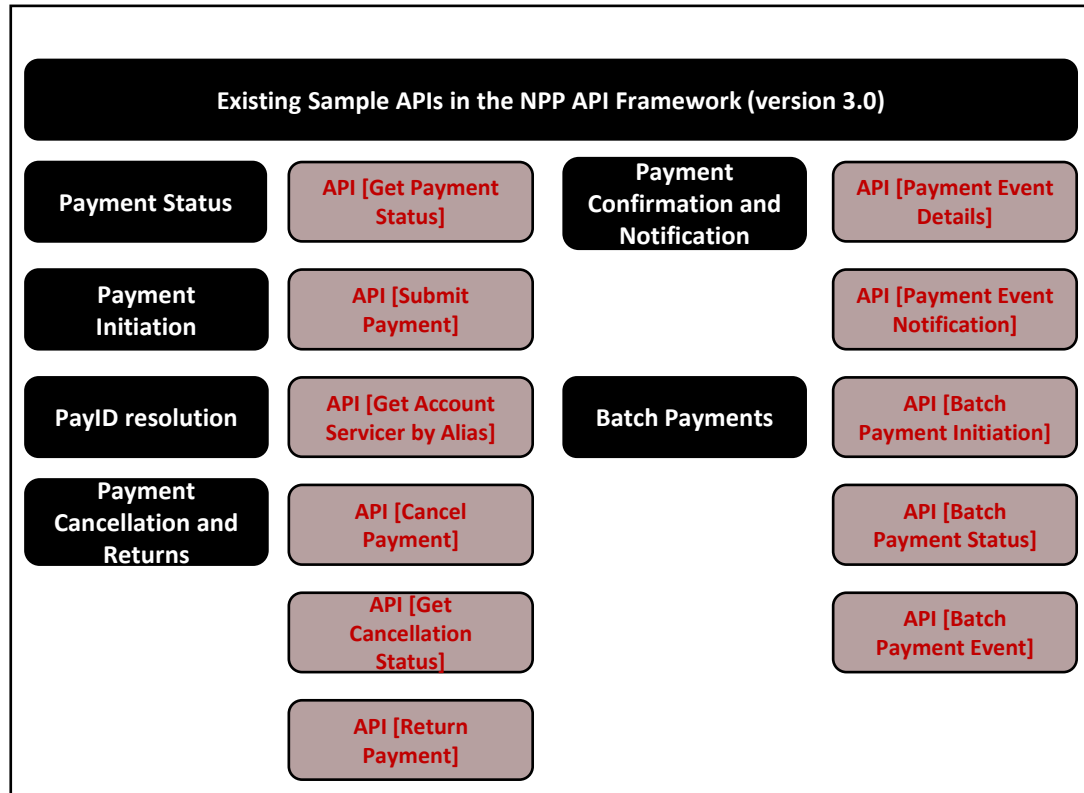 Existing Sample APIs in the NPP API Framework (version 3.0)
Payment Status
API [Get Payment
Status]
Payment
Confirmation and
Notification
API [Payment Event
Details]
Payment
Initiation
API [Submit
Payment]
API [Payment Event
Notification]
PayID resolution
API [Get Account
Servicer by Alias]
Batch Payments
API [Batch
Payment Initiation]
Payment
Cancellation and
Returns
API [Cancel
Payment]
API [Batch
Payment Status]
API [Get
Cancellation
Status]
API [Batch
Payment Event]
API [Return
Payment]